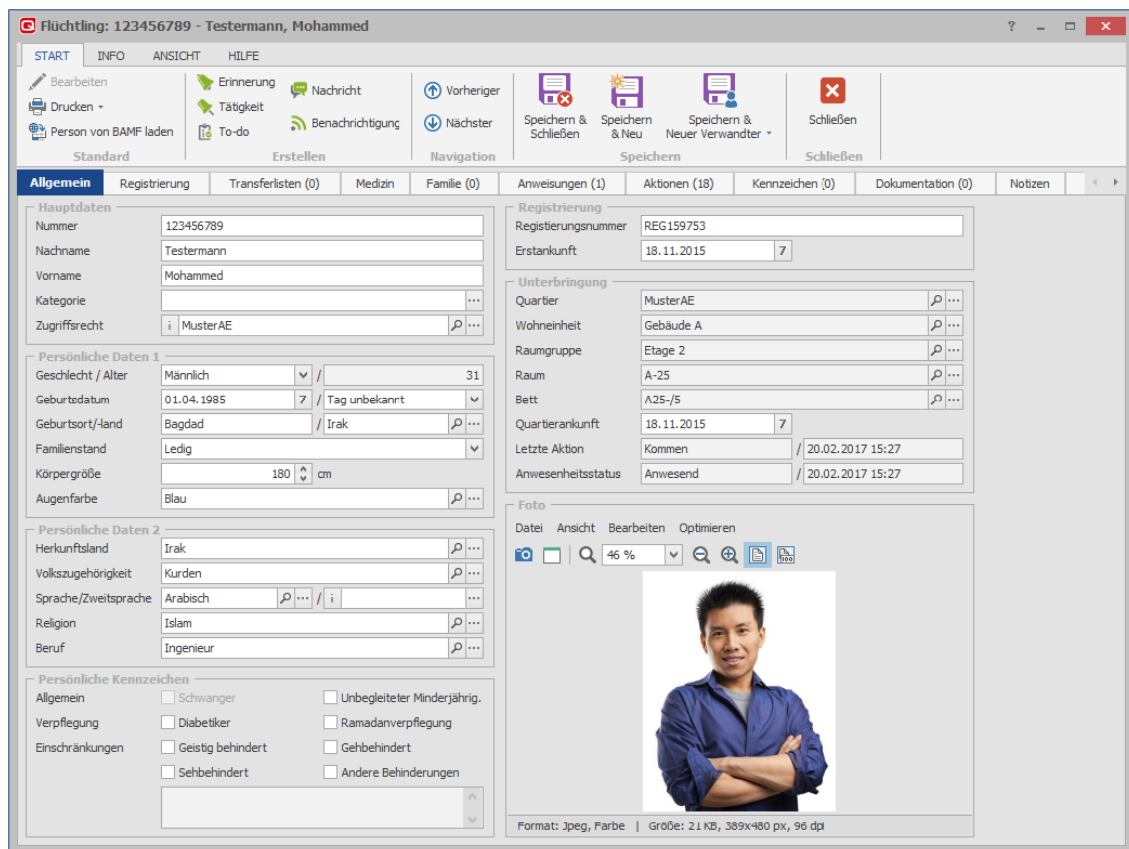 Flüchtling: 123456789 - Testermann, Mohammed
START INFO ANSICHT HILFE
Bearbeiten
Drucken
Person von BAMF laden
Standard
Erinnerung
Tätigkeit
To-do
Nachricht
Benachrichtigung
Erstellen
Vorheriger
Nächster
Navigation
Speichern & Schließen
Speichern & Neu
Speichern & Neuer Verwandter
Speichern
Schließen
Schließen
Allgemein Registrierung Transferlisten (0) Medizin Familie (0) Anweisungen (1) Aktionen (18) Kennzeichen (0) Dokumentation (0) Notizen
Hauptdaten
Nummer 123456789
Nachname Testermann
Vorname Mohammed
Kategorie
Zugriffsrecht i MusterAE
Persönliche Daten 1
Geschlecht / Alter Männlich / 31
Geburtsdatum 01.04.1985 7 / Tag unbekannt
Geburtsort/-land Bagdad / Irak
Familienstand Ledig
Körpergröße 180 cm
Augenfarbe Blau
Persönliche Daten 2
Herkunftsland Irak
Volkszugehörigkeit Kurden
Sprache/Zweitsprache Arabisch / i
Religion Islam
Beruf Ingenieur
Persönliche Kennzeichen
Allgemein Schwanger Unbegleiteter Minderjährig.
Verpflegung Diabetiker Ramadanverpflegung
Einschränkungen Geistig behindert Gehbehindert
Sehbehindert Andere Behinderungen
Registrierung
Registierungsnummer REG159753
Erstankunft 18.11.2015 7
Unterbringung
Quartier MusterAE
Wohneinheit Gebäude A
Raumgruppe Etage 2
Raum A-25
Bett A25-/5
Quartierankunft 18.11.2015 7
Letzte Aktion Kommen / 20.02.2017 15:27
Anwesenheitsstatus Anwesend / 20.02.2017 15:27
Foto
Datei Ansicht Bearbeiten Optimieren
46 %
100
Format: Jpeg, Farbe | Größe: 21 KB, 389x480 px, 96 dpi